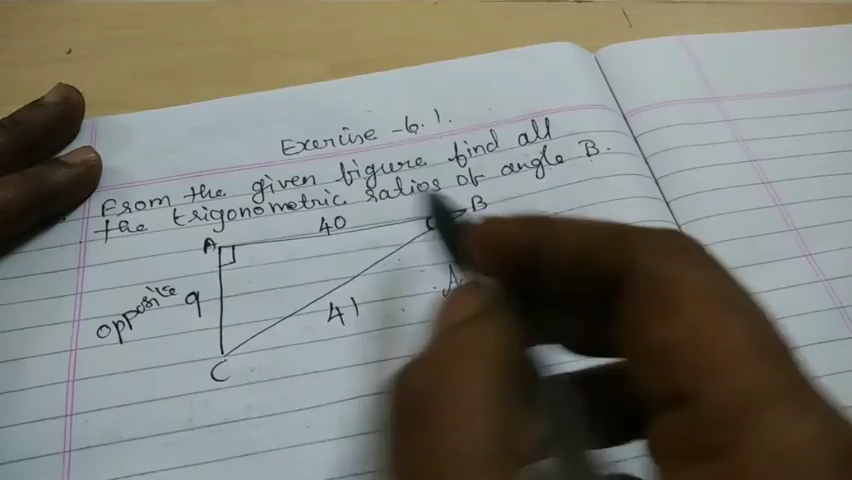 Exercise - 6.1.
From the given figure find all
the trigonometric ratios of angle B.
A
40
B
opposite
9
41
C